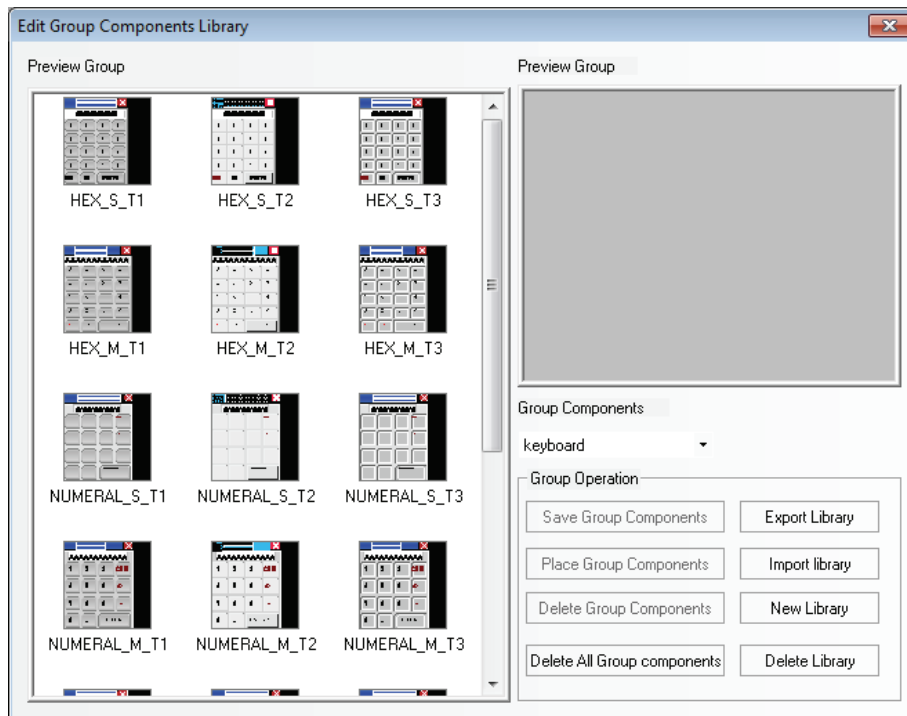 Edit Group Components Library
Preview Group
HEX_S_T1 HEX_S_T2 HEX_S_T3
HEX_M_T1 HEX_M_T2 HEX_M_T3
NUMERAL_S_T1 NUMERAL_S_T2 NUMERAL_S_T3
NUMERAL_M_T1 NUMERAL_M_T2 NUMERAL_M_T3
Preview Group
Group Components
keyboard
Group Operation
Save Group Components Export Library
Place Group Components Import library
Delete Group Components New Library
Delete All Group components Delete Library